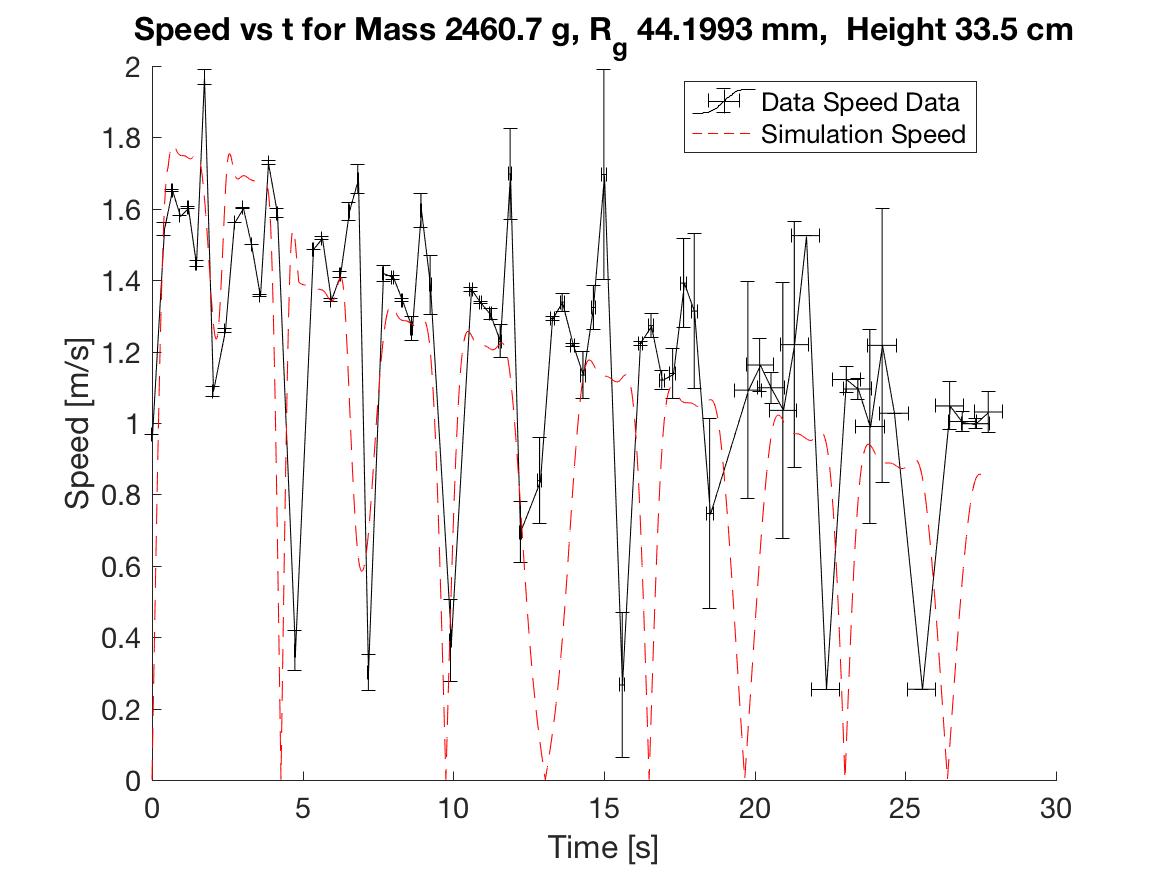 Speed vs t for Mass 2460.7 g, Rg 44.1993 mm, Height 33.5 cm
Data Speed Data
Simulation Speed
Speed [m/s]
2
1.8
1.6
1.4
1.2
1
0.8
0.6
0.4
0.2
0
0 5 10 15 20 25 30
Time [s]